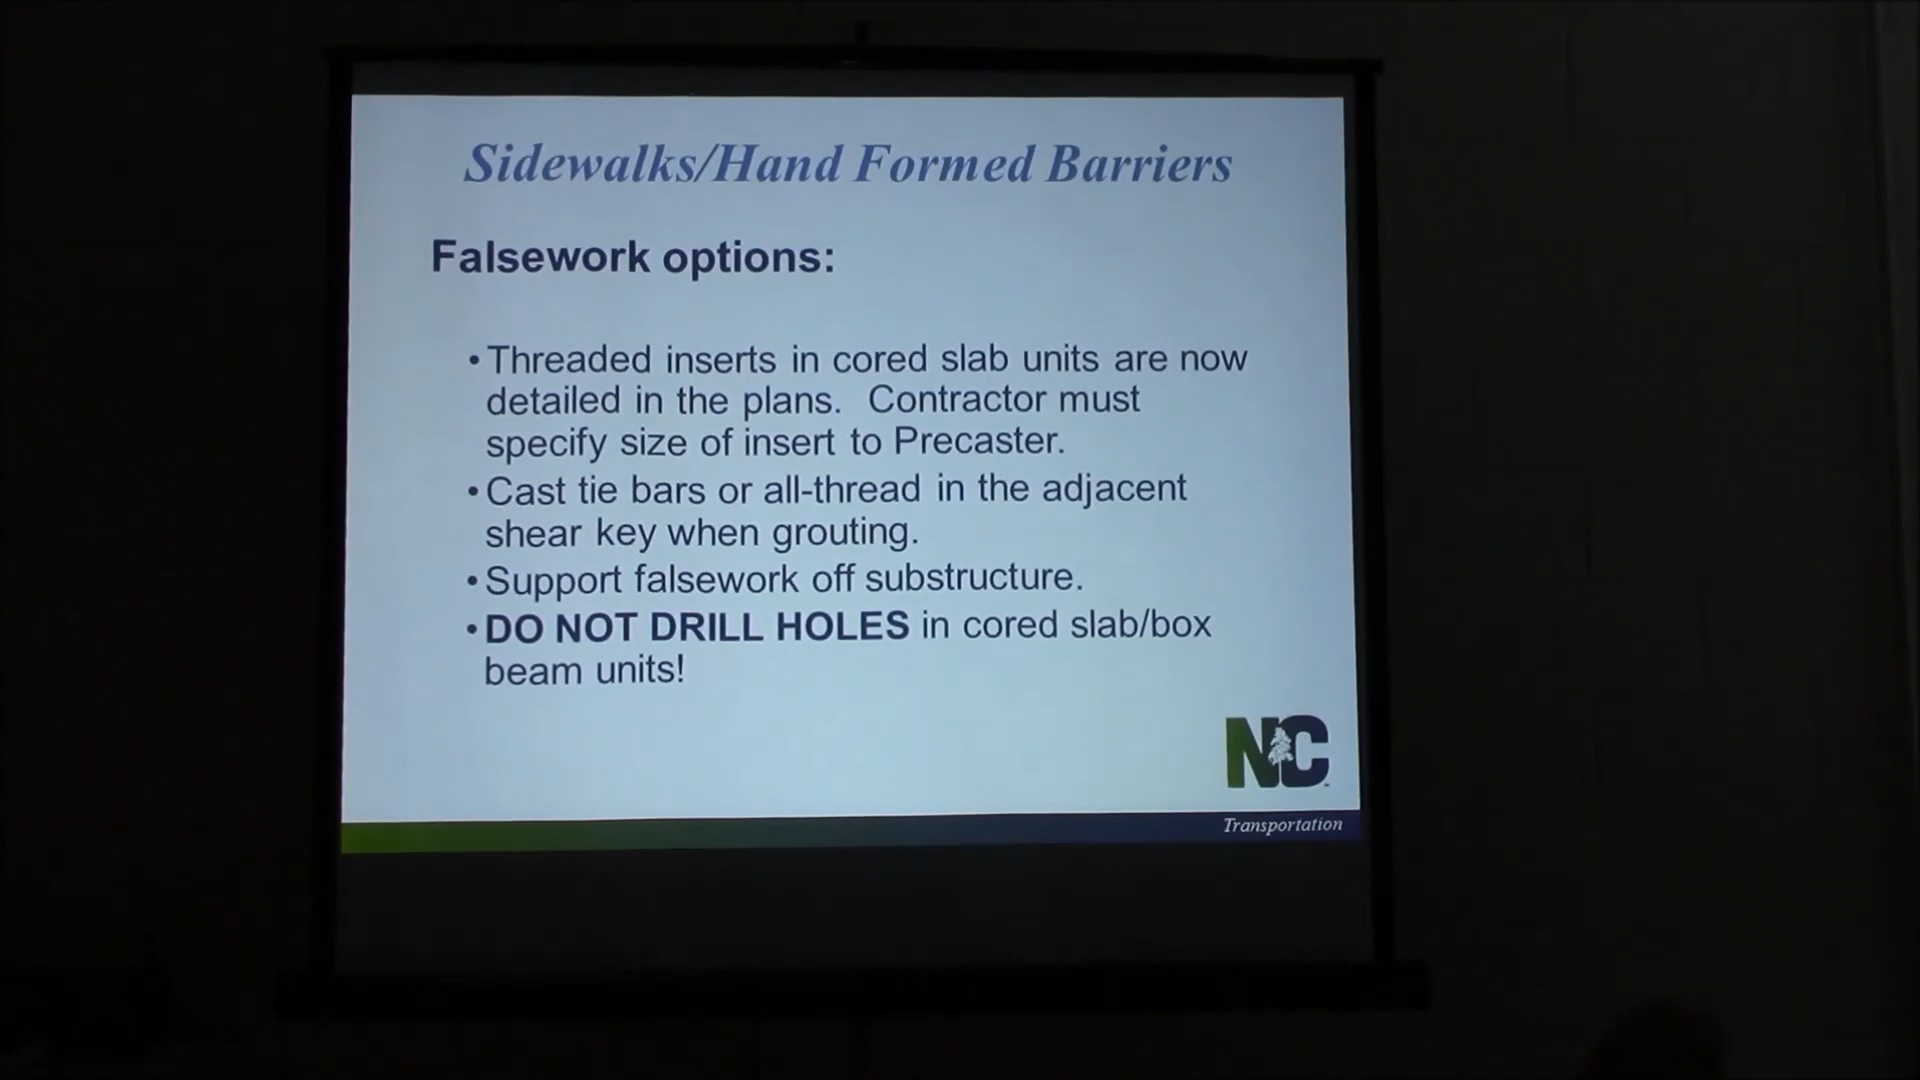 Sidewalks/Hand Formed Barriers
Falsework options:
•Threaded inserts in cored slab units are now
detailed in the plans.  Contractor must
specify size of insert to Precaster.
•Cast tie bars or all-thread in the adjacent
shear key when grouting.
•Support falsework off substructure.
•DO NOT DRILL HOLES in cored slab/box
beam units!
NC
Transportation